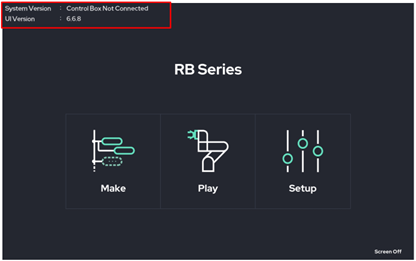 System Version : Control Box Not Connected
UI Version : 6.6.8
RB Series
Make Play Setup
Screen Off